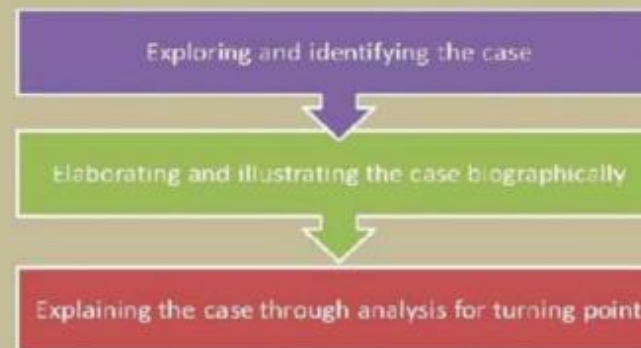 Exploring and identifying the case
Elaborating and illustrating the case biographically
Explaining the case through analysis for turning point